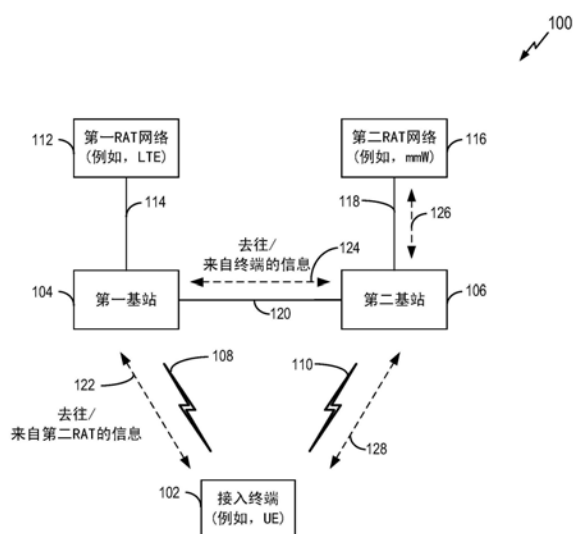 100
112
第一RAT网络
(例如，LTE)
第二RAT网络
(例如，mmW)
116
114
118
126
去往/
来自终端的信息
124
104
第一基站
120
第二基站
106
122
108
110
去往/
来自第二RAT的信息
128
102
接入终端
(例如，UE)